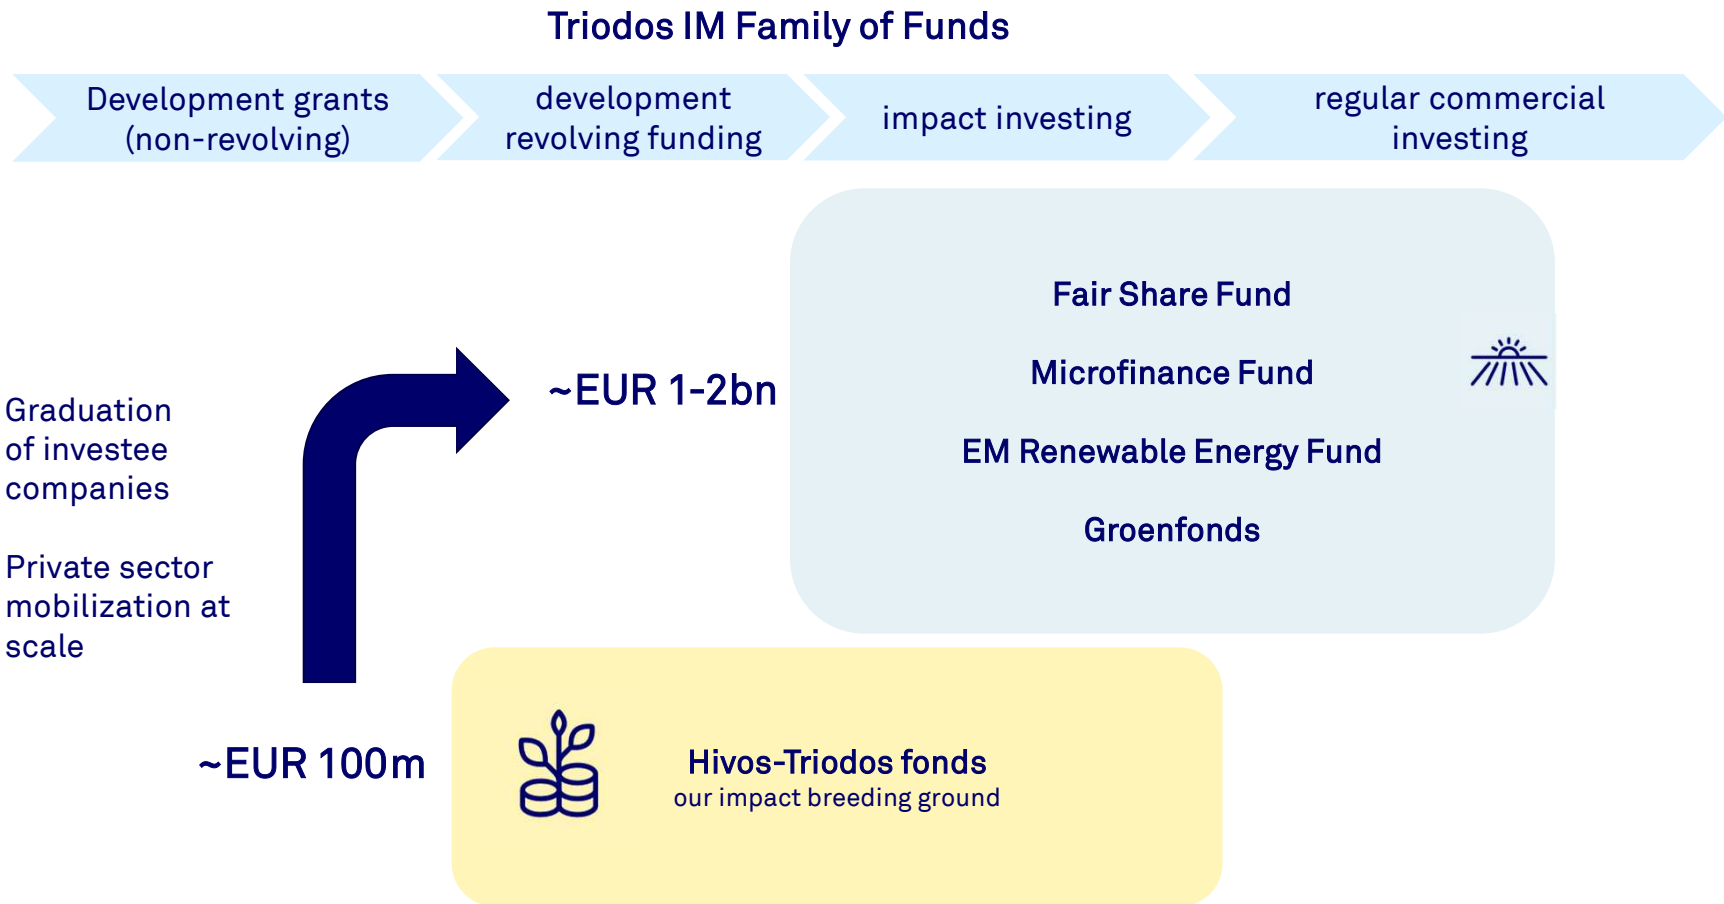 Triodos IM Family of Funds
Development grants
(non-revolving)
development
revolving funding
impact investing
regular commercial
investing
Fair Share Fund
Microfinance Fund
EM Renewable Energy Fund
Groenfonds
~EUR 1-2bn
Graduation
of investee
companies
Private sector
mobilization at
scale
~EUR 100m
Hivos-Triodos fonds
our impact breeding ground